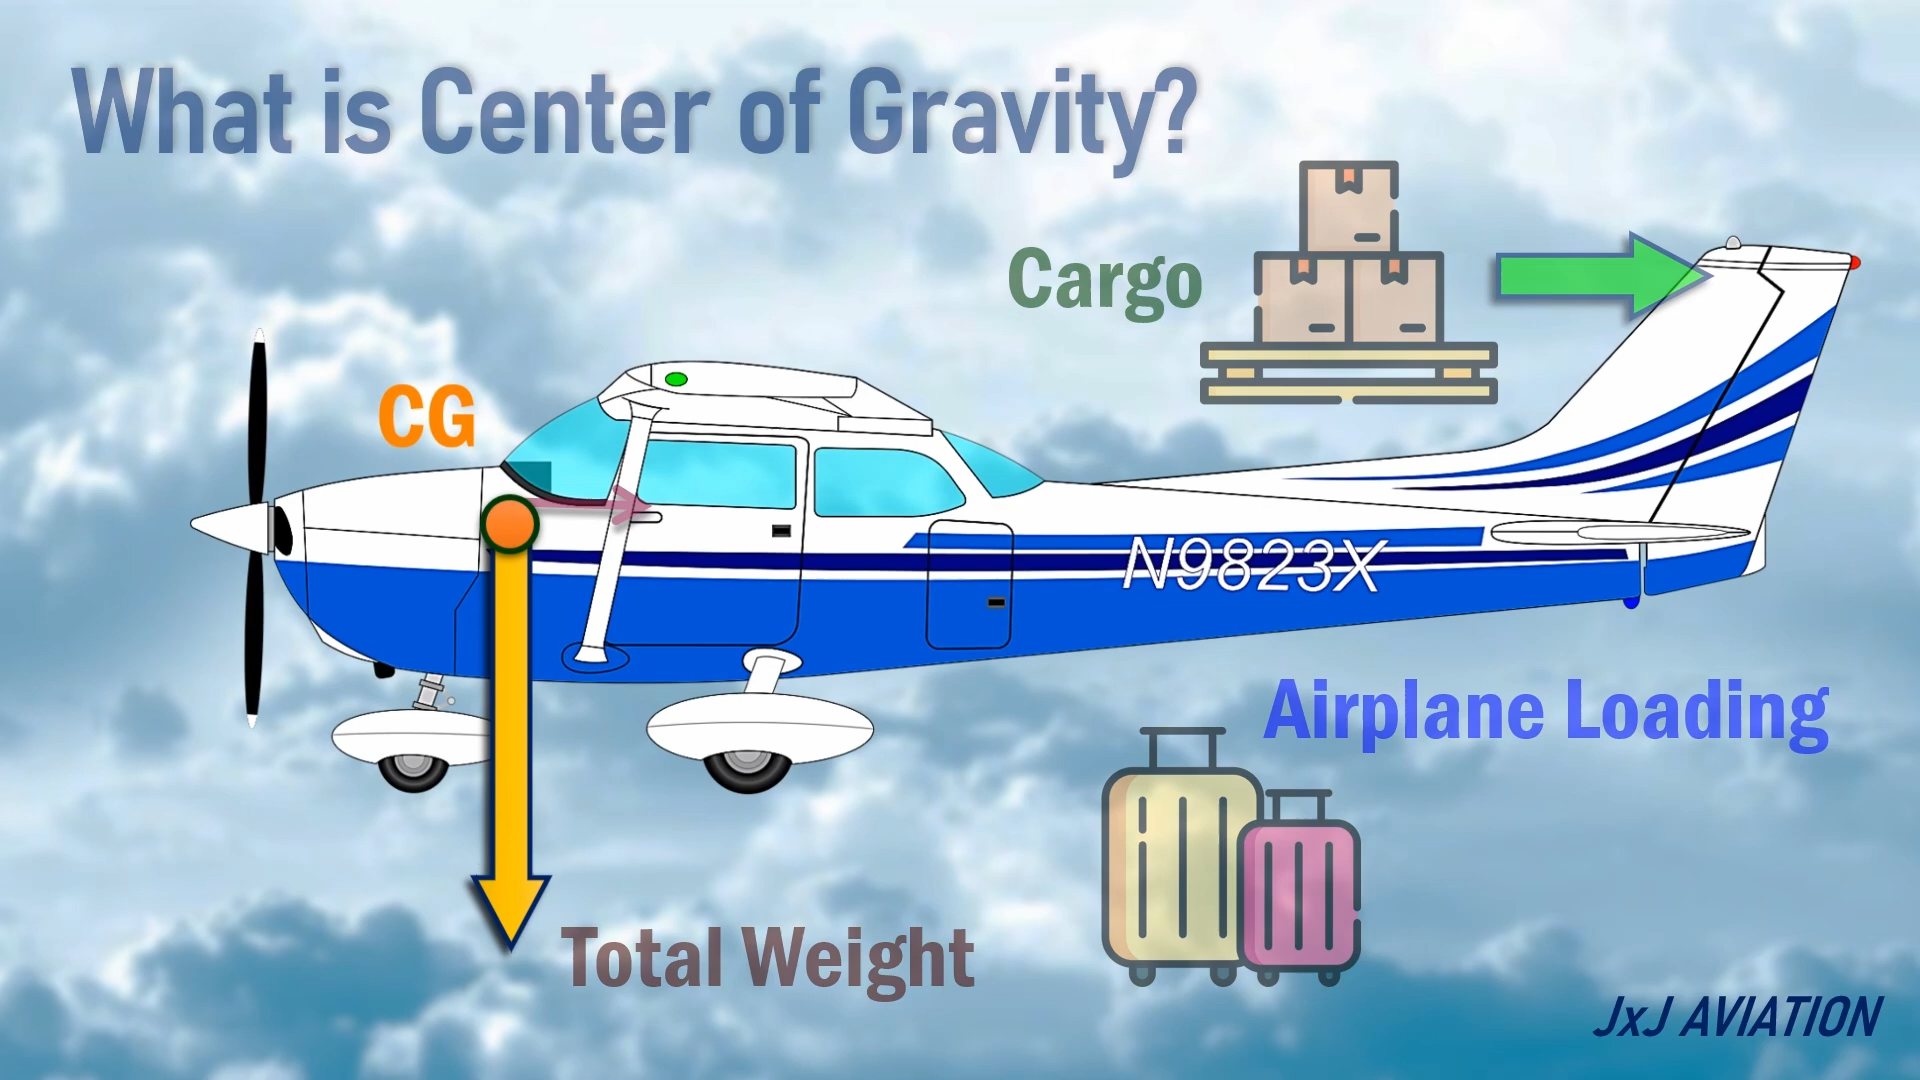 What is Center of Gravity?
Cargo
CG
N9823X
Airplane Loading
Total Weight
JxJ AVIATION